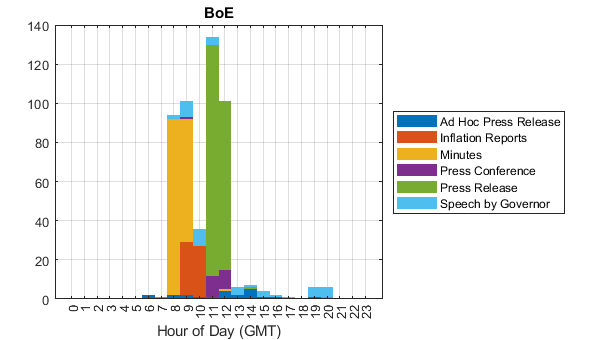 BoE
140
120
100
80
60
40
20
0
0 1 2 3 4 5 6 7 8 9 10 11 12 13 14 15 16 17 18 19 20 21 22 23
Hour of Day (GMT)
Ad Hoc Press Release
Inflation Reports
Minutes
Press Conference
Press Release
Speech by Governor